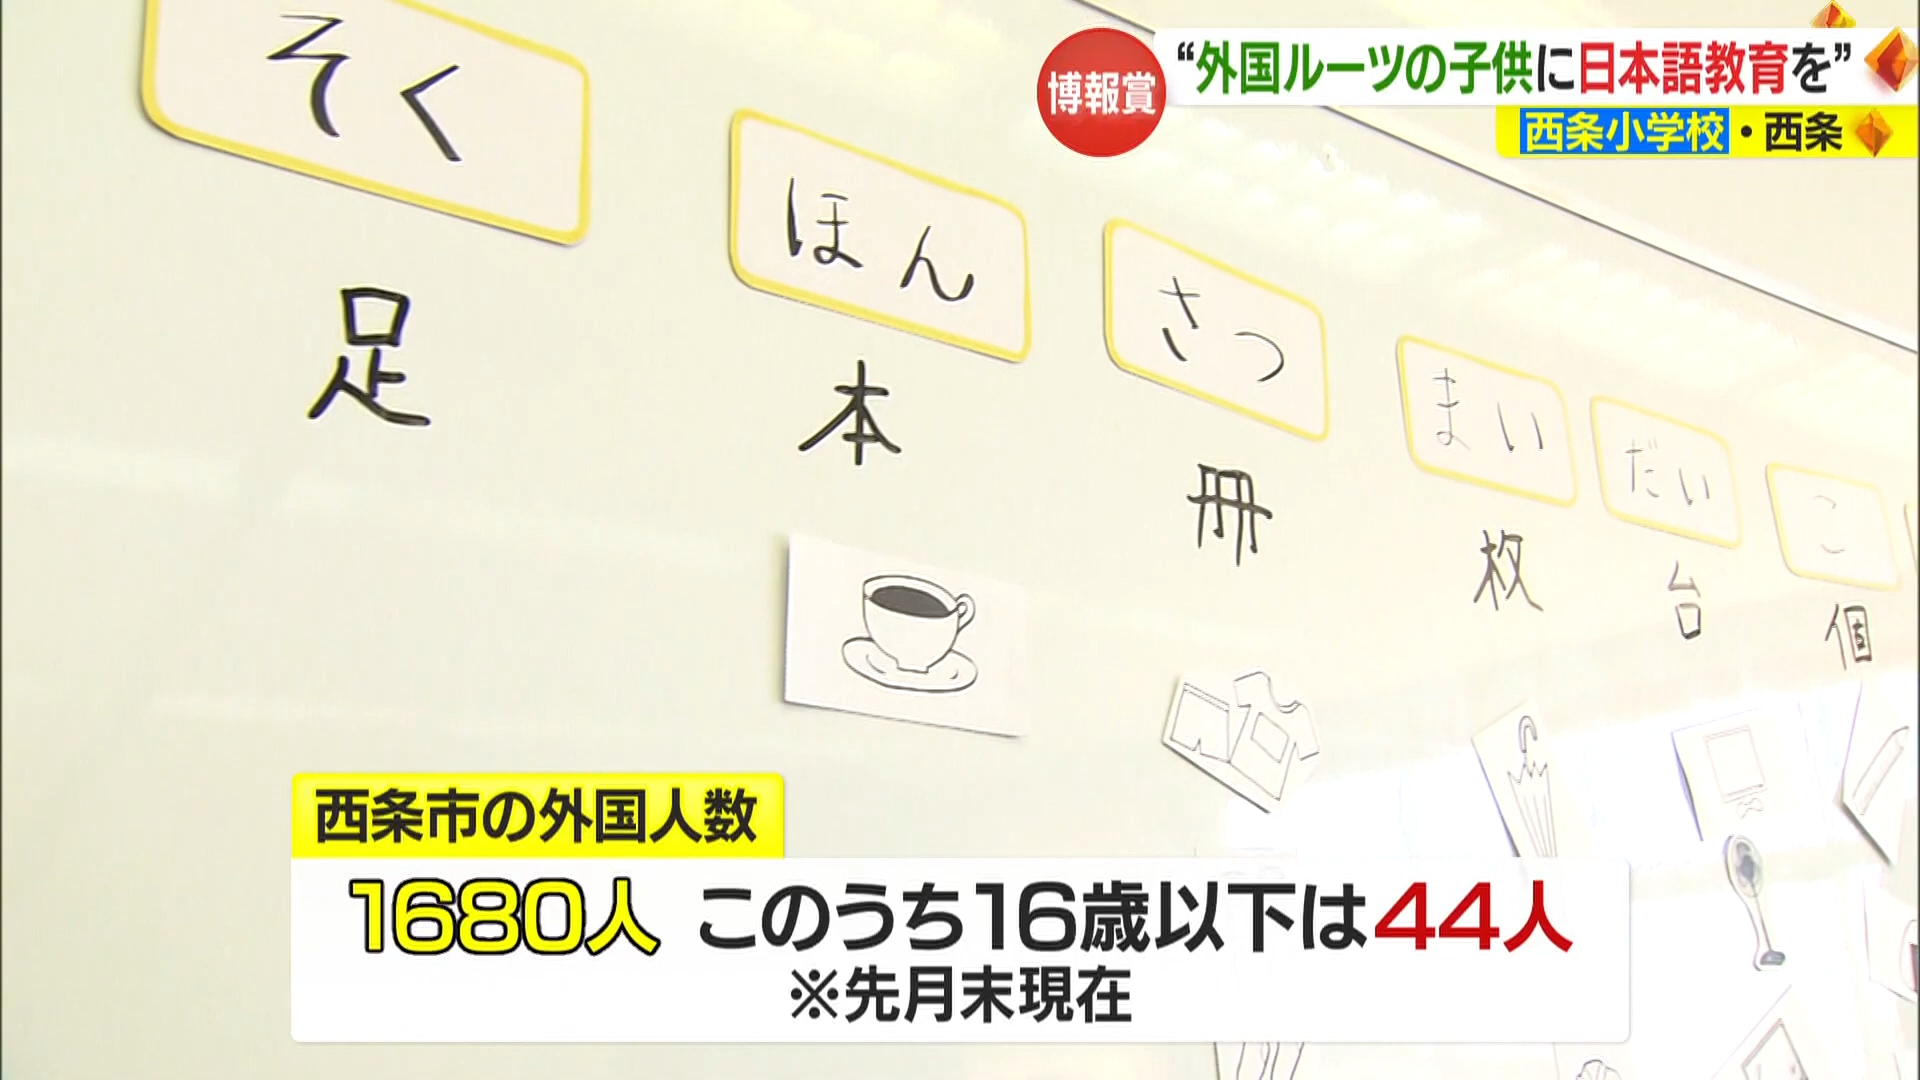 博報賞
“外国ルーツの子供に日本語教育を”
西条小学校・西条
そく
ほん
さつ
まい
だい
こ
足
本
冊
枚
台
個
西条市の外国人数
1680人 このうち16歳以下は44人
※先月末現在